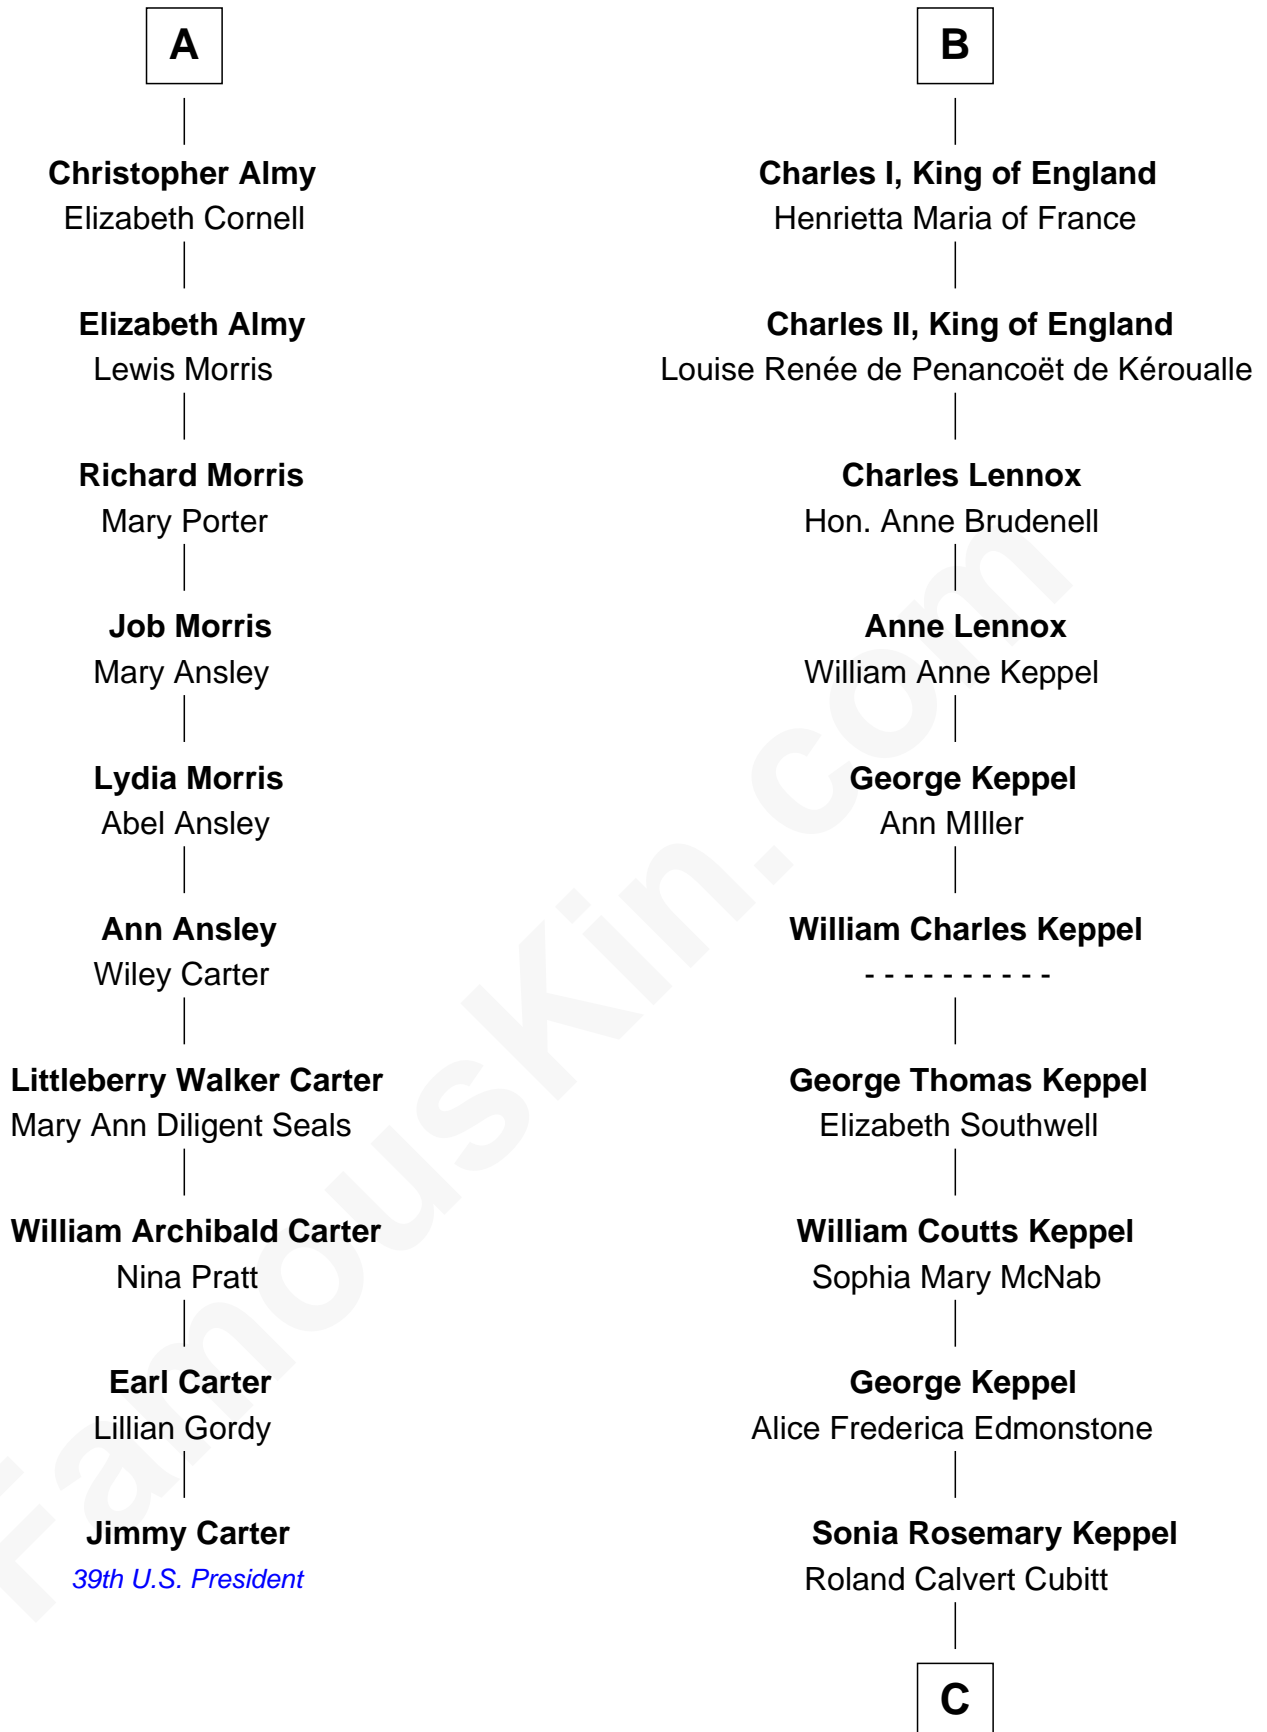 A
Christopher Almy
Elizabeth Cornell
Elizabeth Almy
Lewis Morris
Richard Morris
Mary Porter
Job Morris
Mary Ansley
Lydia Morris
Abel Ansley
Ann Ansley
Wiley Carter
Littleberry Walker Carter
Mary Ann Diligent Seals
William Archibald Carter
Nina Pratt
Earl Carter
Lillian Gordy
Jimmy Carter
39th U.S. President
B
Charles I, King of England
Henrietta Maria of France
Charles II, King of England
Louise Renée de Penancoët de Kéroualle
Charles Lennox
Hon. Anne Brudenell
Anne Lennox
William Anne Keppel
George Keppel
Ann MIller
William Charles Keppel
- - - - - - - - - -
George Thomas Keppel
Elizabeth Southwell
William Coutts Keppel
Sophia Mary McNab
George Keppel
Alice Frederica Edmonstone
Sonia Rosemary Keppel
Roland Calvert Cubitt
C
FamousKin.com